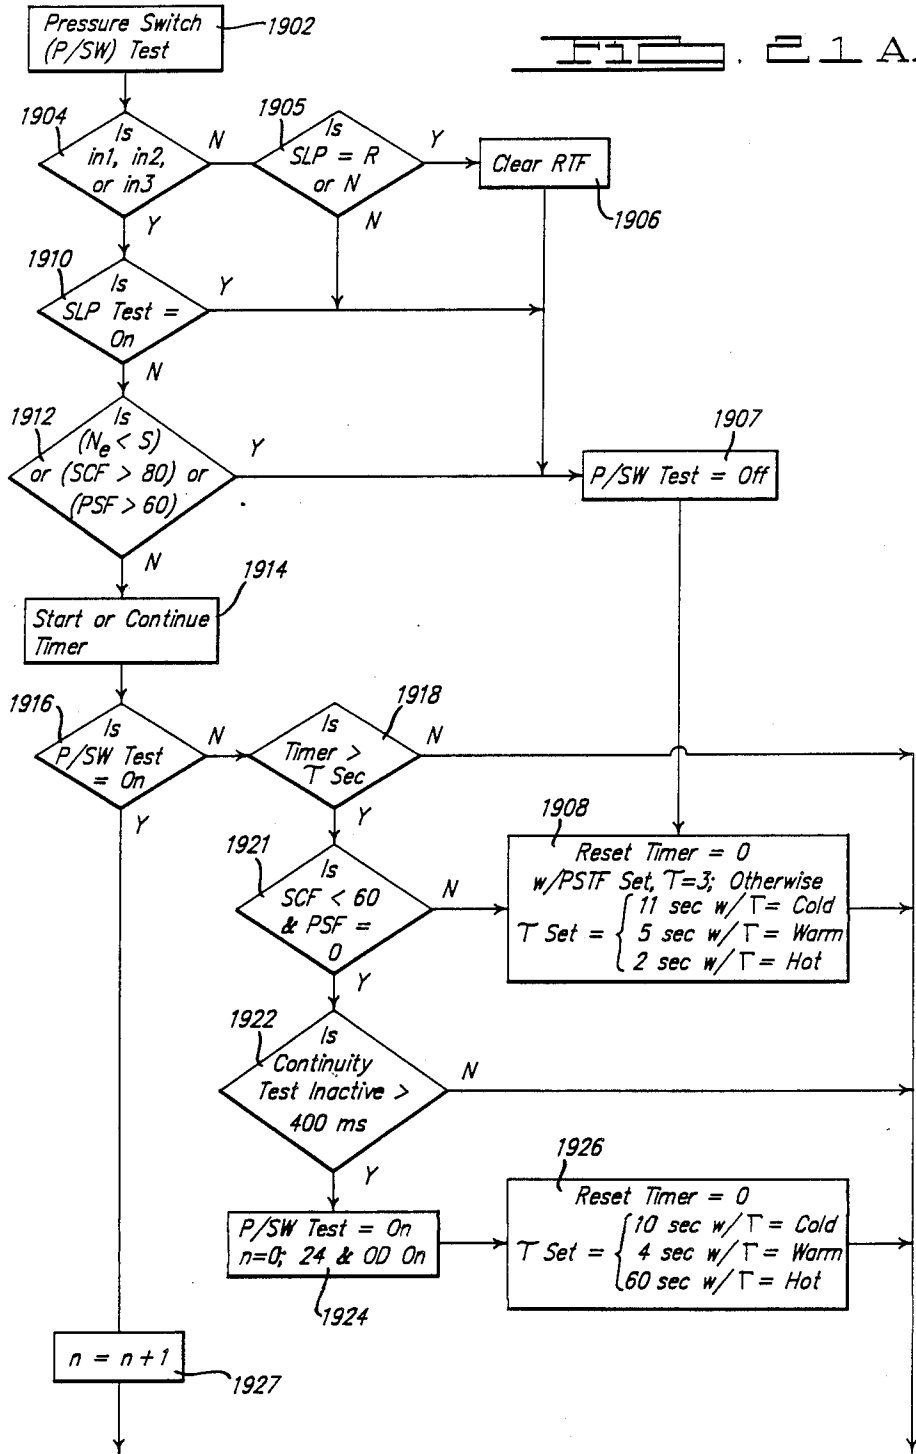 FIG. 21A.
Pressure Switch
(P/SW) Test
1902
1904
Is
in1, in2,
or in3
N
Y
1905
Is
SLP = R
or N
Y
N
Clear RTF
1906
1910
Is
SLP Test =
On
Y
N
1912
Is
(Ne < S)
or (SCF > 80) or
(PSF > 60)
Y
N
1907
P/SW Test = Off
1914
Start or Continue
Timer
1916
Is
P/SW Test
= On
N
Y
1918
Is
Timer >
τ Sec
N
Y
1921
Is
SCF < 60
& PSF =
0
N
Y
1908
Reset Timer = 0
w/PSTF Set, τ=3; Otherwise
τ Set = { 11 sec w/ Γ = Cold
5 sec w/ Γ = Warm
2 sec w/ Γ = Hot
1922
Is
Continuity
Test Inactive >
400 ms
N
Y
P/SW Test = On
n=0; 24 & OD On
1924
1926
Reset Timer = 0
τ Set = { 10 sec w/ Γ = Cold
4 sec w/ Γ = Warm
60 sec w/ Γ = Hot
n = n+1
1927